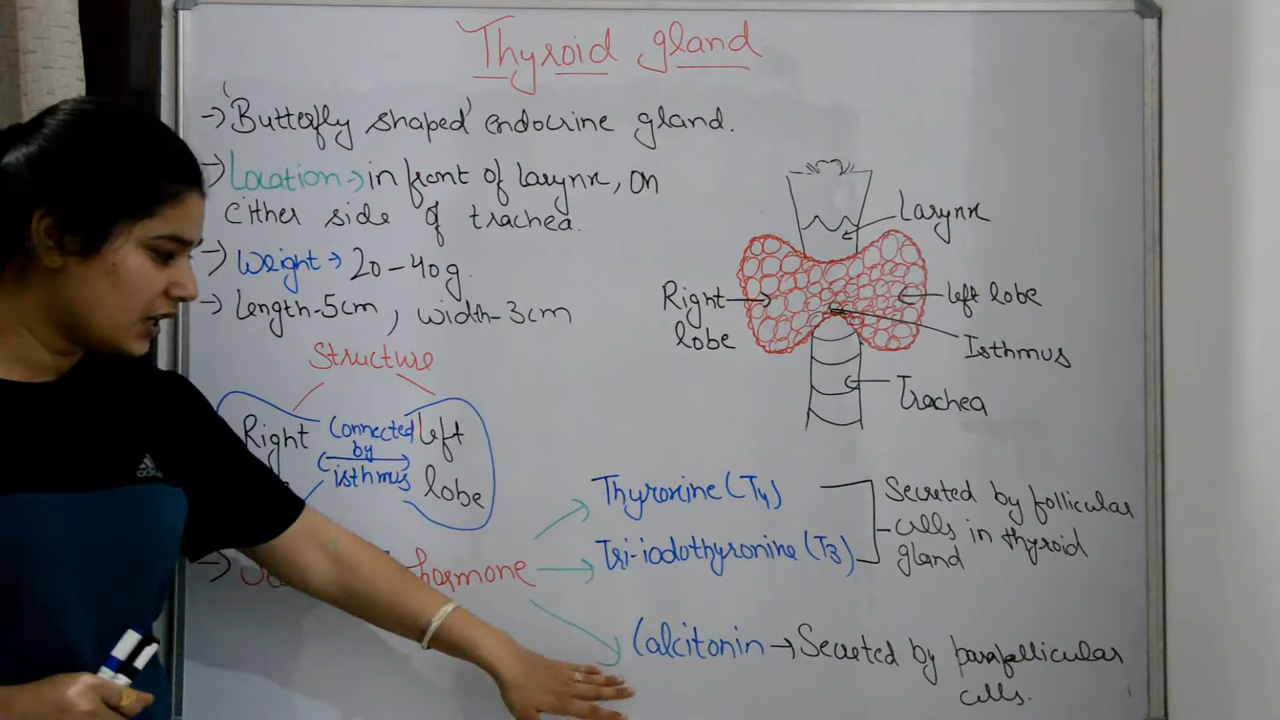 Thyroid gland
→ 'Butterfly shaped' endocrine gland.
→ Location → in front of larynx, on
either side of trachea.
→ Weight → 20-40g.
→ Length-5cm, width-3cm
Structure
Right
Connected
by
isthmus
left
lobe
hormone
Thyroxine (T4)
Tri-iodothyronine (T3)
Secreted by follicular
cells in thyroid
gland
Calcitonin → Secreted by parafollicular
cells.
Larynx
Right
lobe
left lobe
Isthmus
Trachea
adidas